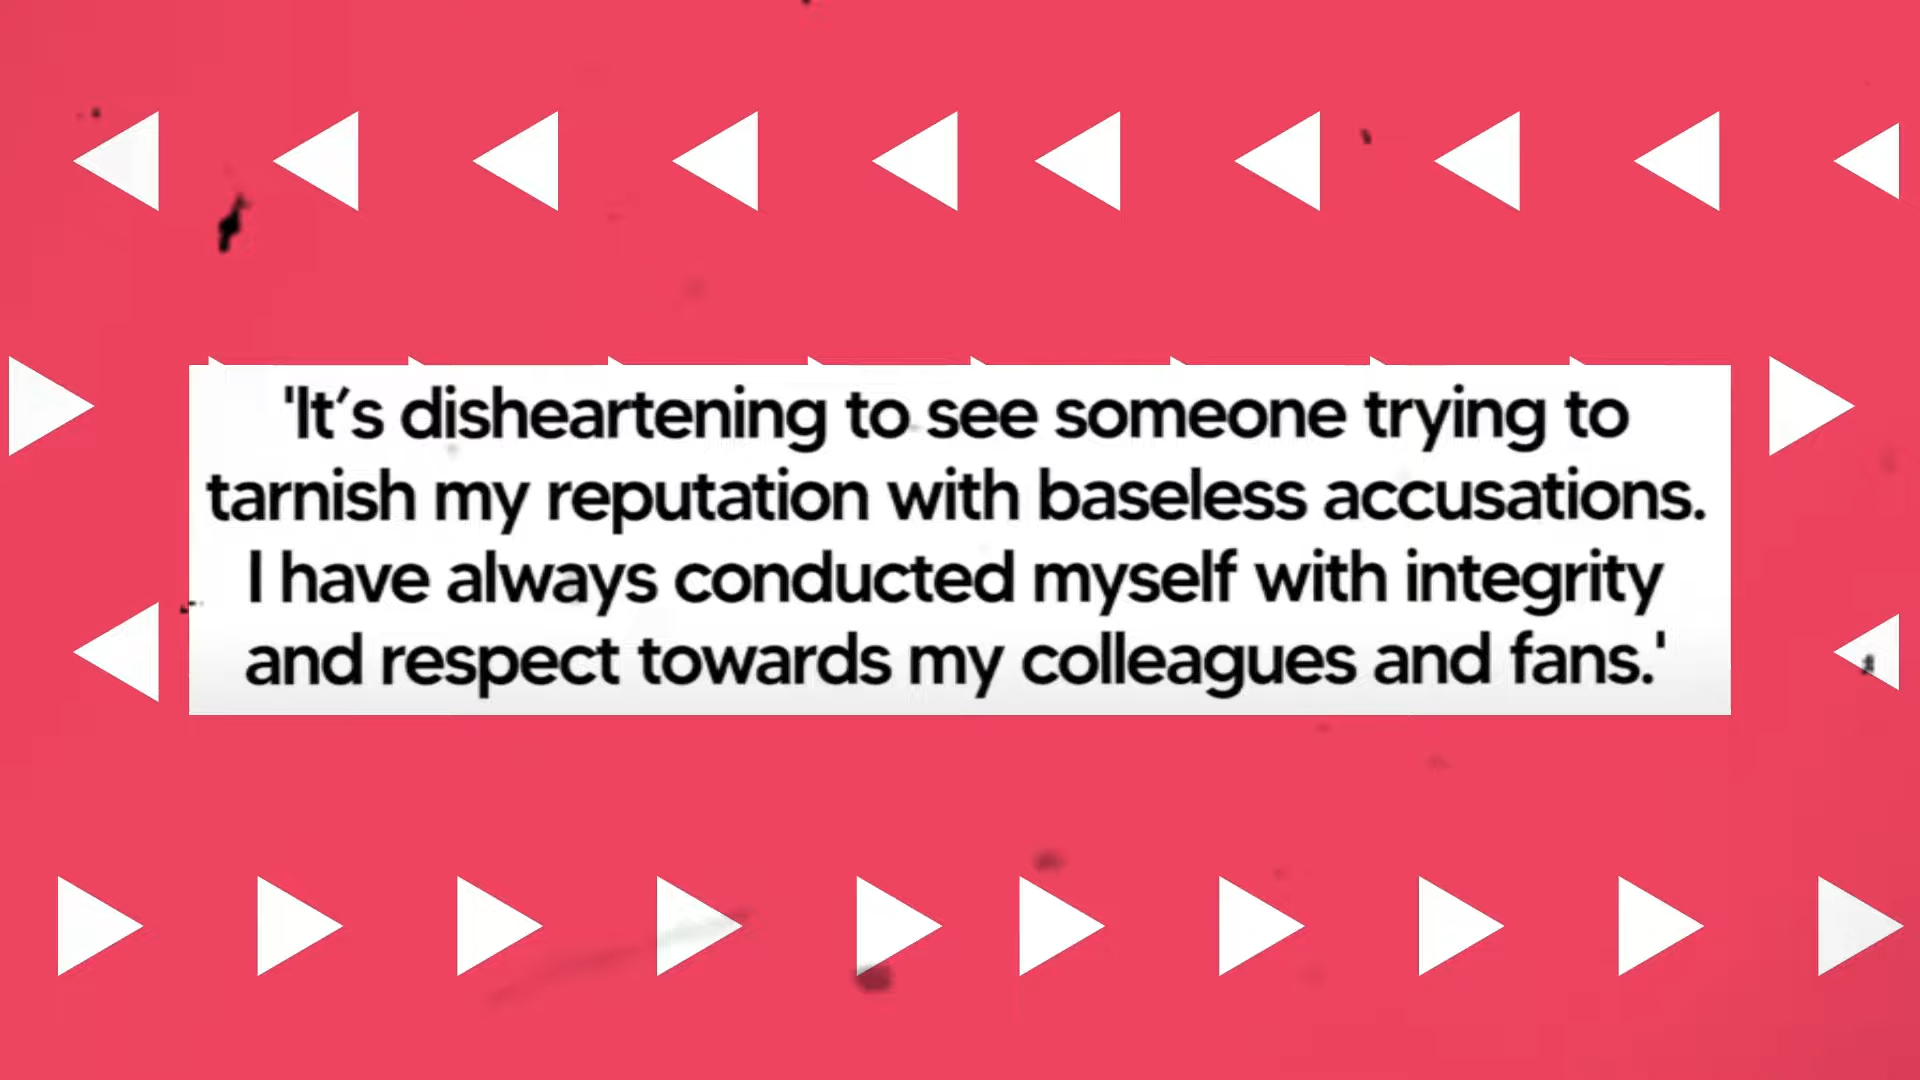 'It’s disheartening to see someone trying to
tarnish my reputation with baseless accusations.
I have always conducted myself with integrity
and respect towards my colleagues and fans.'